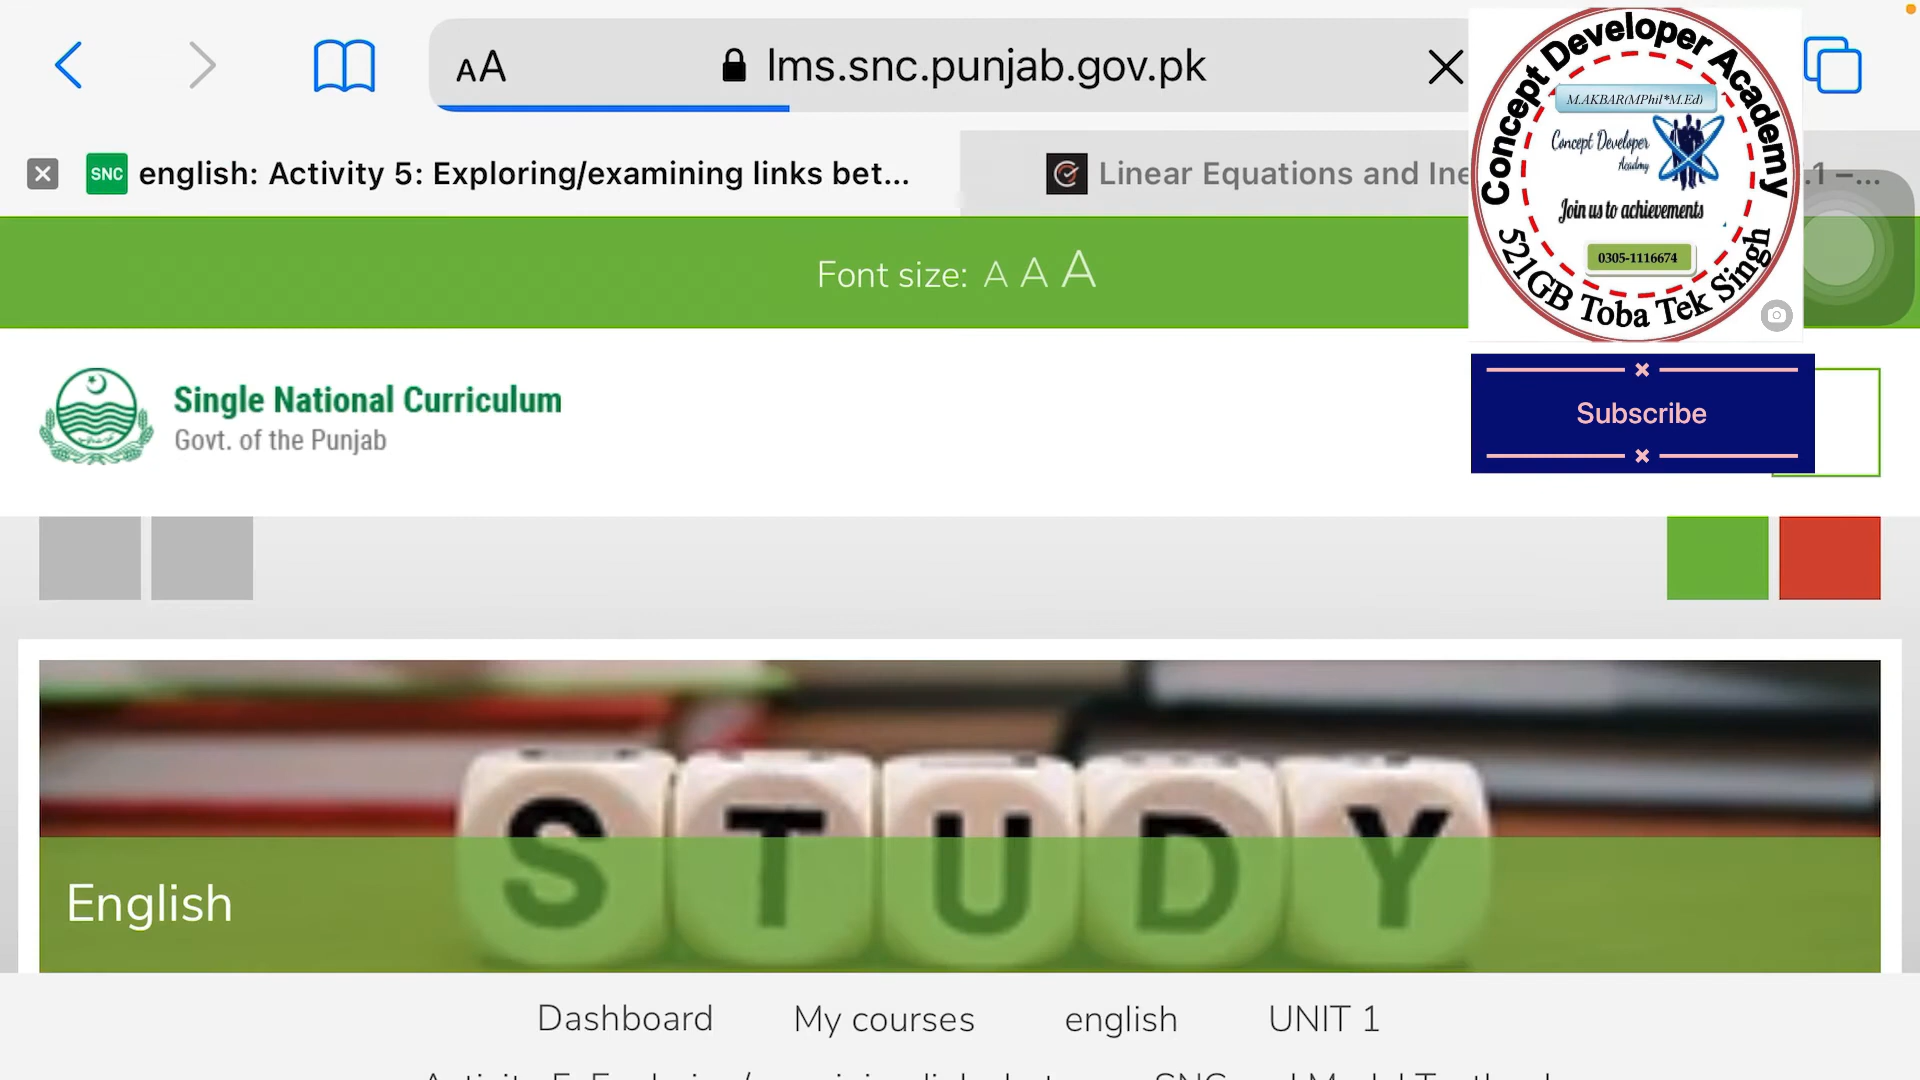 AA lms.snc.punjab.gov.pk
SNC english: Activity 5: Exploring/examining links bet...
Linear Equations and Ine
.1 –...
Font size: A A A
Concept Developer Academy
M.AKBAR(MPhil*M.Ed)
Concept Developer
Academy
Join us to achievements
0305-1116674
521GB Toba Tek Singh
Single National Curriculum
Govt. of the Punjab
Subscribe
STUDY
English
Dashboard My courses english UNIT 1